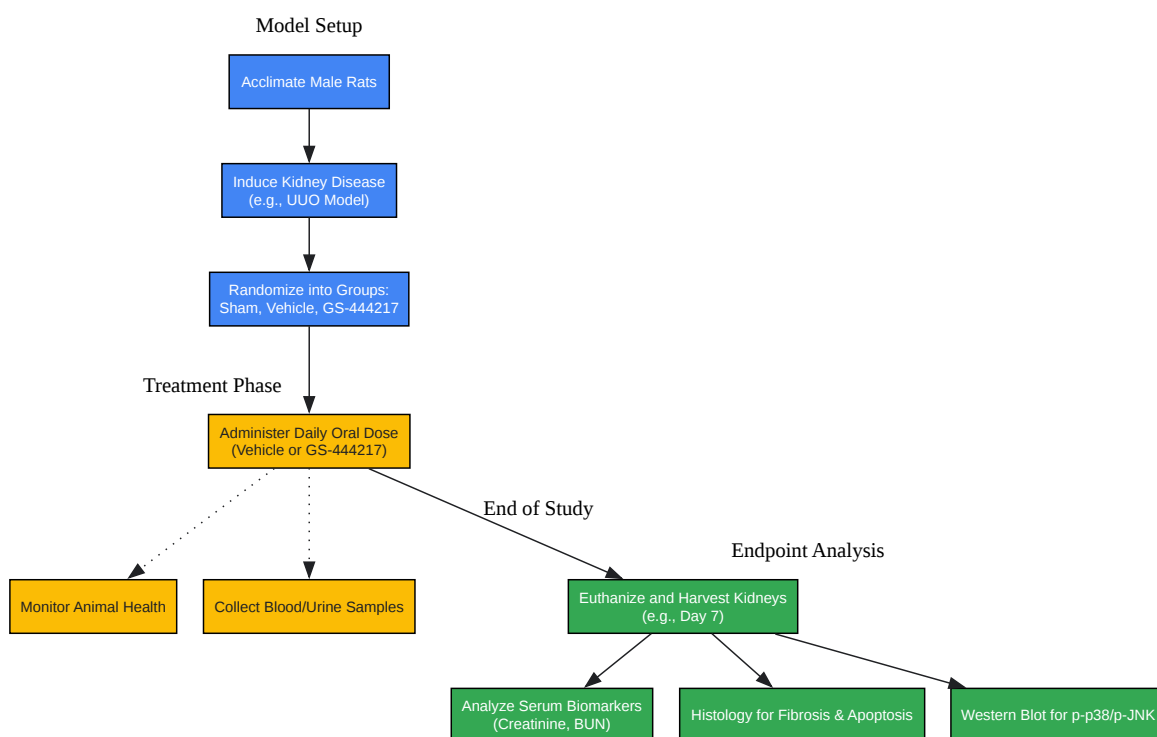 Model Setup
Acclimate Male Rats
Induce Kidney Disease
(e.g., UUO Model)
Randomize into Groups:
Sham, Vehicle, GS-444217
Treatment Phase
Administer Daily Oral Dose
(Vehicle or GS-444217)
End of Study
Endpoint Analysis
Monitor Animal Health
Collect Blood/Urine Samples
Euthanize and Harvest Kidneys
(e.g., Day 7)
Analyze Serum Biomarkers
(Creatinine, BUN)
Histology for Fibrosis & Apoptosis
Western Blot for p-p38/p-JNK